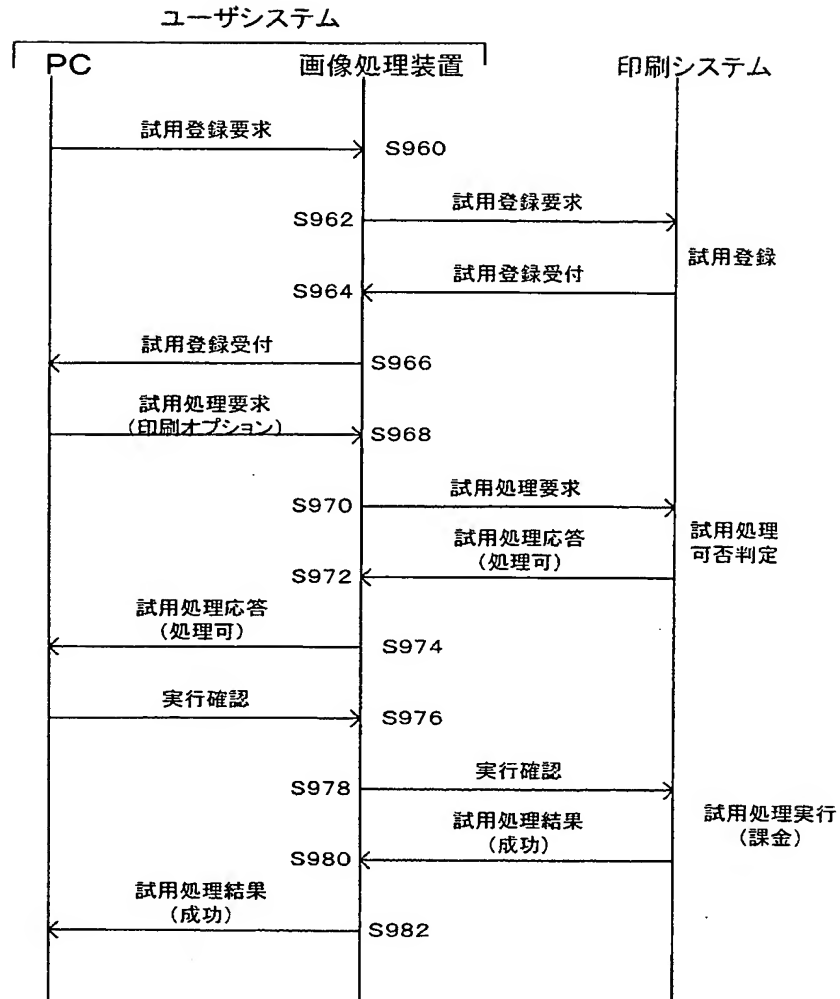 ユーザシステム
PC 画像処理装置 印刷システム
試用登録要求
S960
試用登録要求
S962
試用登録
試用登録受付
S964
試用登録受付
S966
試用処理要求
(印刷オプション)
S968
試用処理要求
S970
試用処理
可否判定
試用処理応答
(処理可)
S972
試用処理応答
(処理可)
S974
実行確認
S976
実行確認
S978
試用処理実行
(課金)
試用処理結果
(成功)
S980
試用処理結果
(成功)
S982